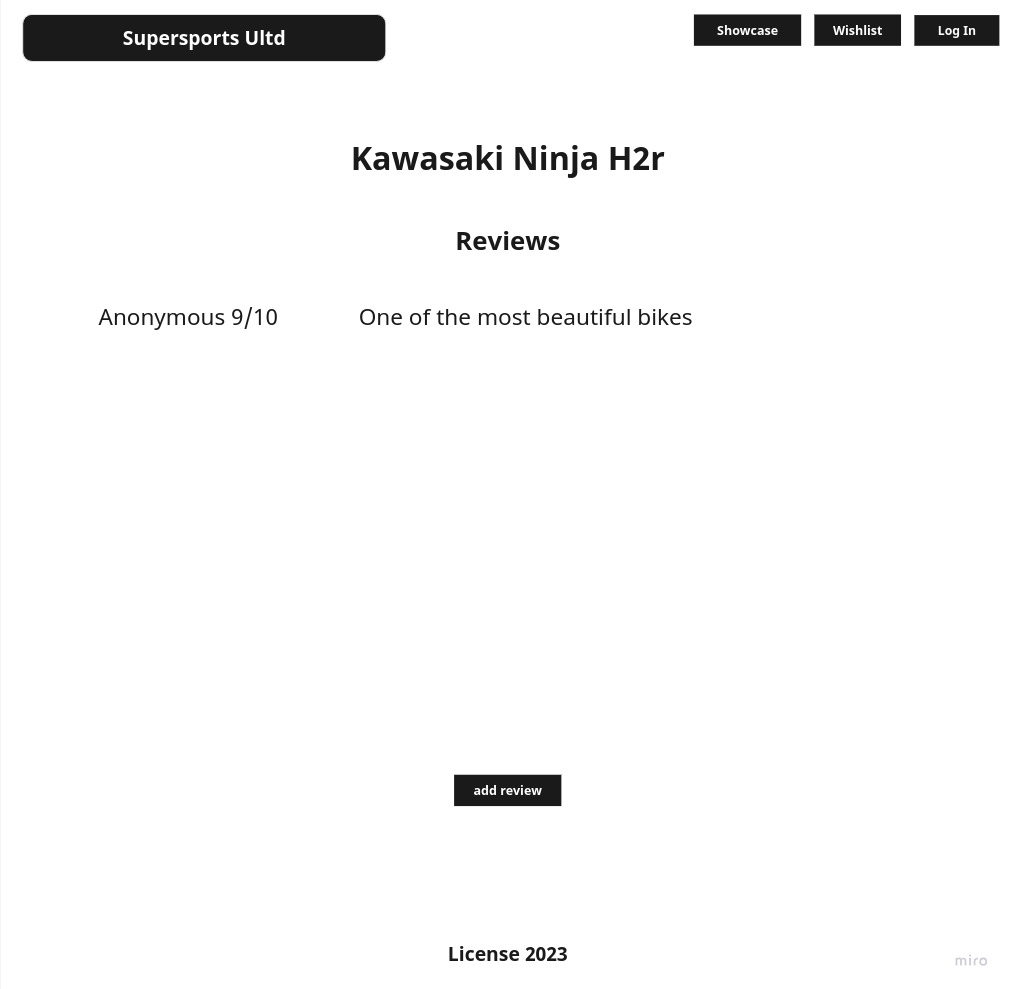 Supersports Ultd
Showcase
Wishlist
Log In
Kawasaki Ninja H2r
Reviews
Anonymous 9/10
One of the most beautiful bikes
add review
License 2023
miro